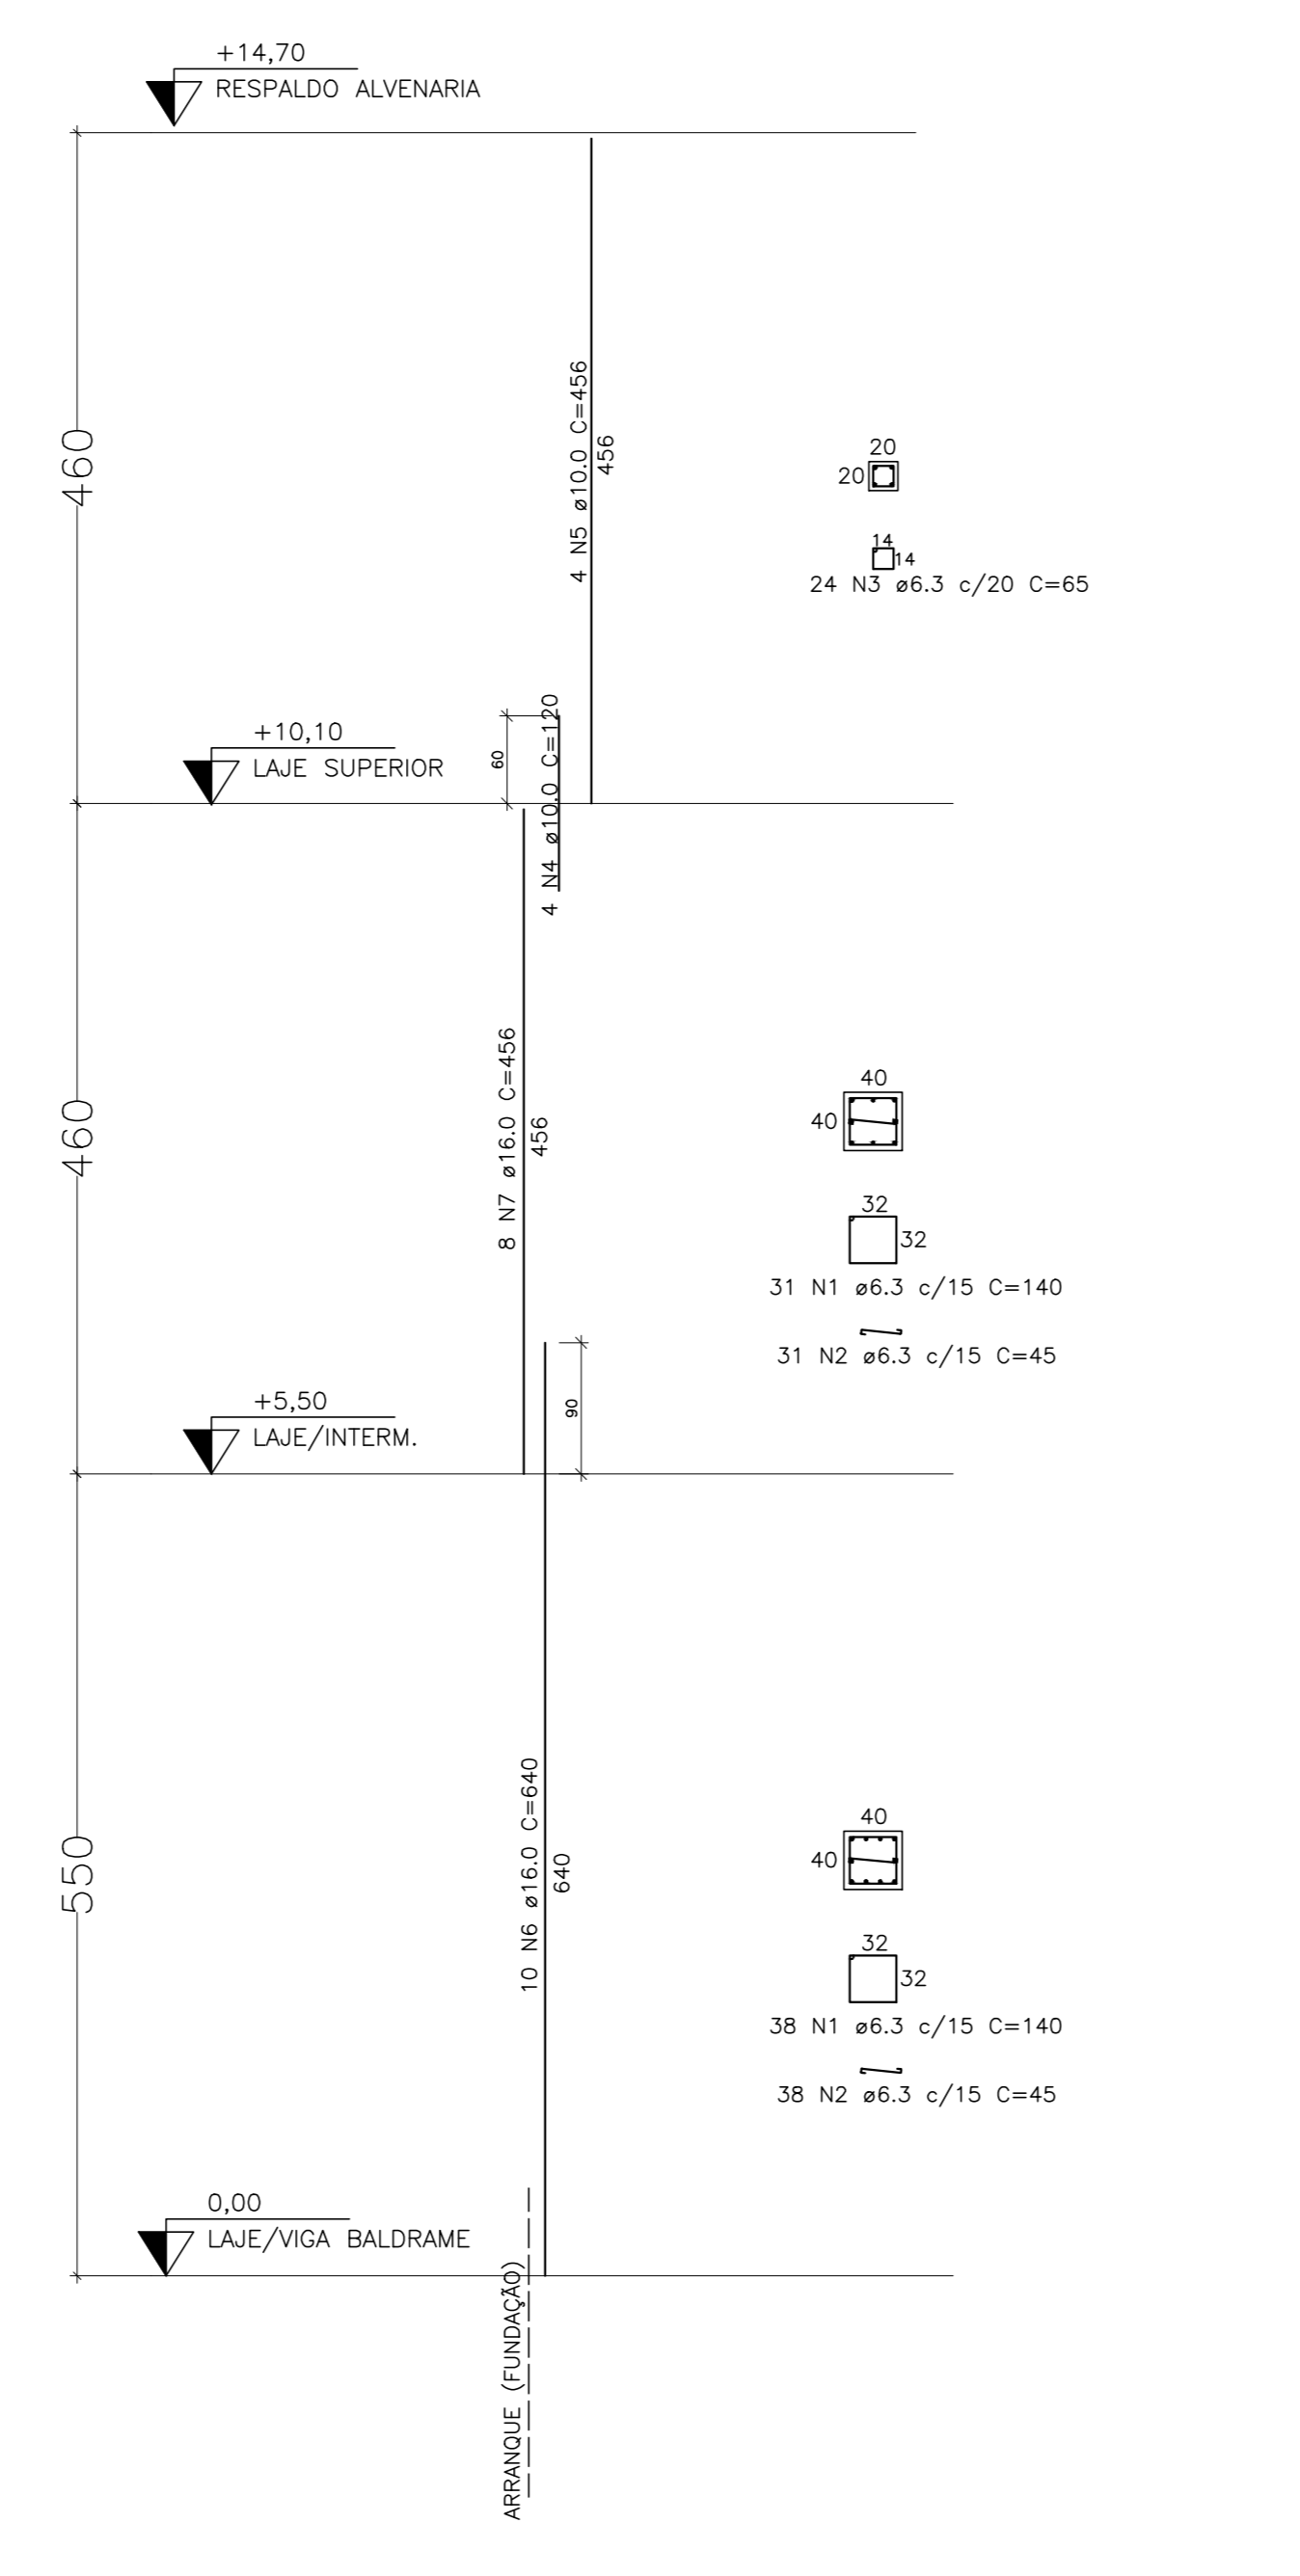 +14,70
RESPALDO ALVENARIA
460
4 N5 ø10.0 C=456
456
20
20
14
14
24 N3 ø6.3 c/20 C=65
+10,10
LAJE SUPERIOR
60
4 N4 ø10.0 C=120
460
8 N7 ø16.0 C=456
456
40
40
32
32
31 N1 ø6.3 c/15 C=140
31 N2 ø6.3 c/15 C=45
+5,50
LAJE/INTERM.
90
550
10 N6 ø16.0 C=640
640
40
40
32
32
38 N1 ø6.3 c/15 C=140
38 N2 ø6.3 c/15 C=45
0,00
LAJE/VIGA BALDRAME
ARRANQUE (FUNDAÇÃO)